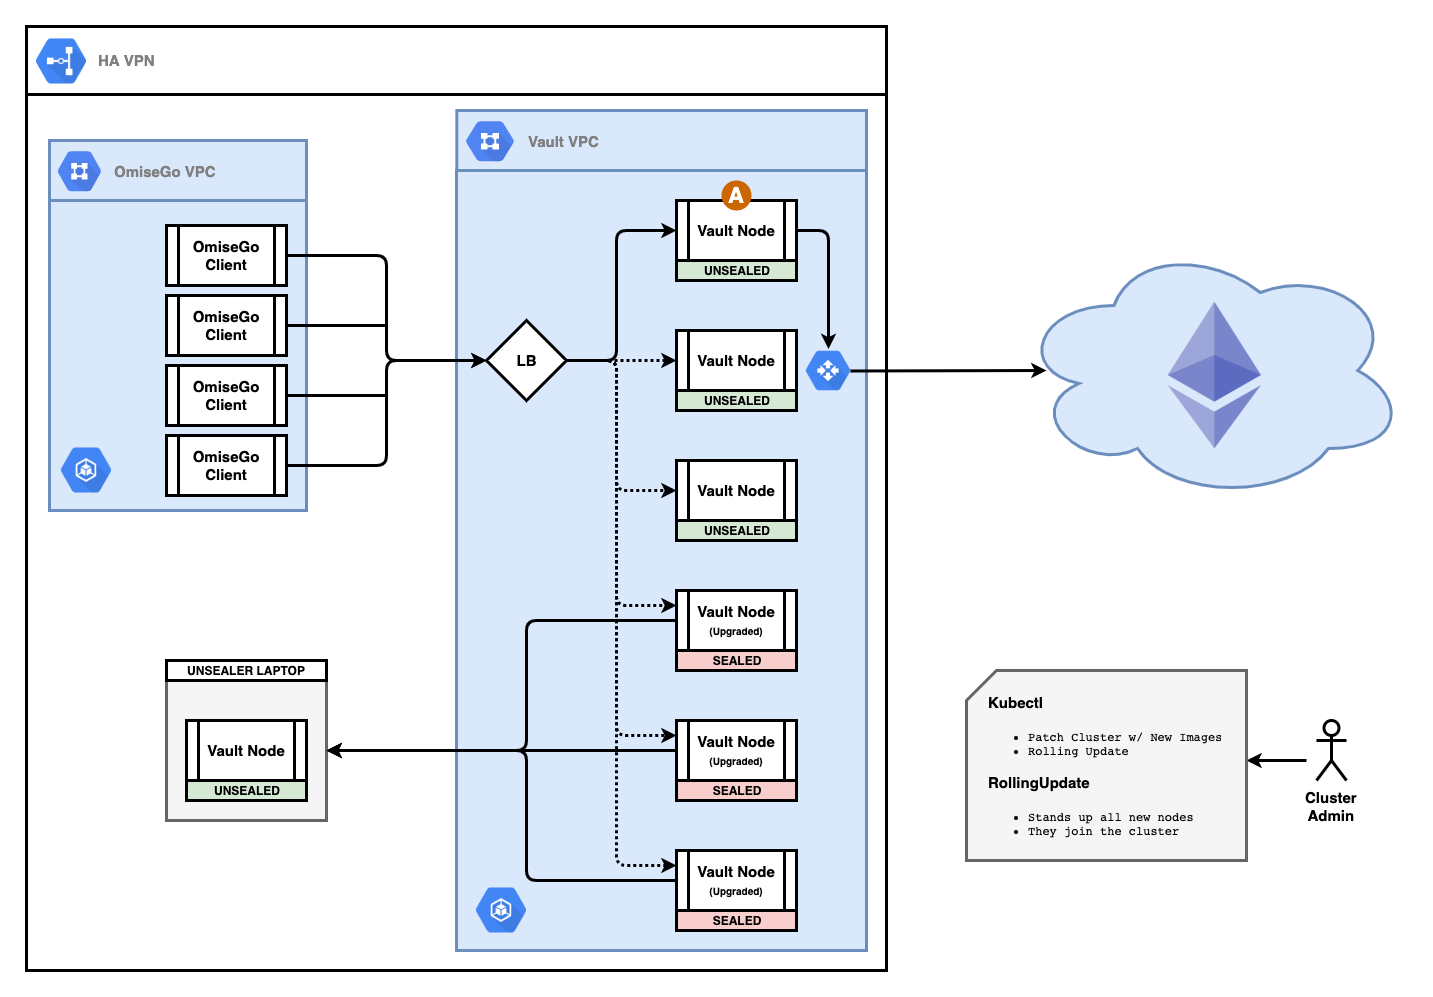 HA VPN
OmiseGo VPC
OmiseGo
Client
OmiseGo
Client
OmiseGo
Client
OmiseGo
Client
Vault VPC
LB
A
Vault Node
UNSEALED
Vault Node
UNSEALED
Vault Node
UNSEALED
Vault Node
(Upgraded)
SEALED
Vault Node
(Upgraded)
SEALED
Vault Node
(Upgraded)
SEALED
UNSEALER LAPTOP
Vault Node
UNSEALED
Kubectl
• Patch Cluster w/ New Images
• Rolling Update
RollingUpdate
• Stands up all new nodes
• They join the cluster
Cluster
Admin